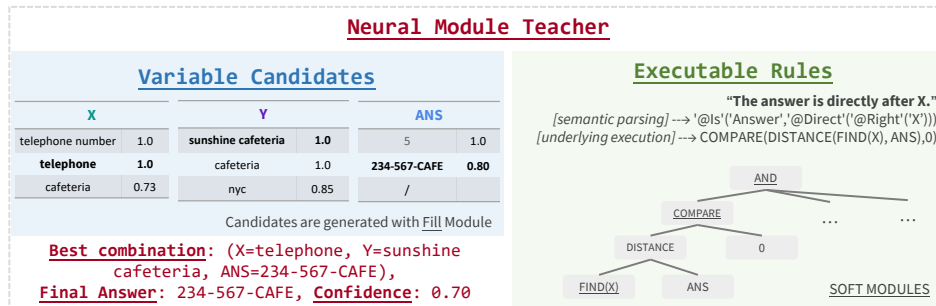 Neural Module Teacher
Variable Candidates
X
telephone number 1.0
telephone 1.0
cafeteria 0.73
Y
sunshine cafeteria 1.0
cafeteria 1.0
nyc 0.85
ANS
5 1.0
234-567-CAFE 0.80
/
Candidates are generated with Fill Module
Best combination: (X=telephone, Y=sunshine
cafeteria, ANS=234-567-CAFE),
Final Answer: 234-567-CAFE, Confidence: 0.70
Executable Rules
“The answer is directly after X.”
[semantic parsing] --→ '@Is'('Answer','@Direct'('@Right'('X')))
[underlying execution] --→ COMPARE(DISTANCE(FIND(X), ANS),0)
AND
COMPARE
... ...
DISTANCE 0
FIND(X) ANS
SOFT MODULES